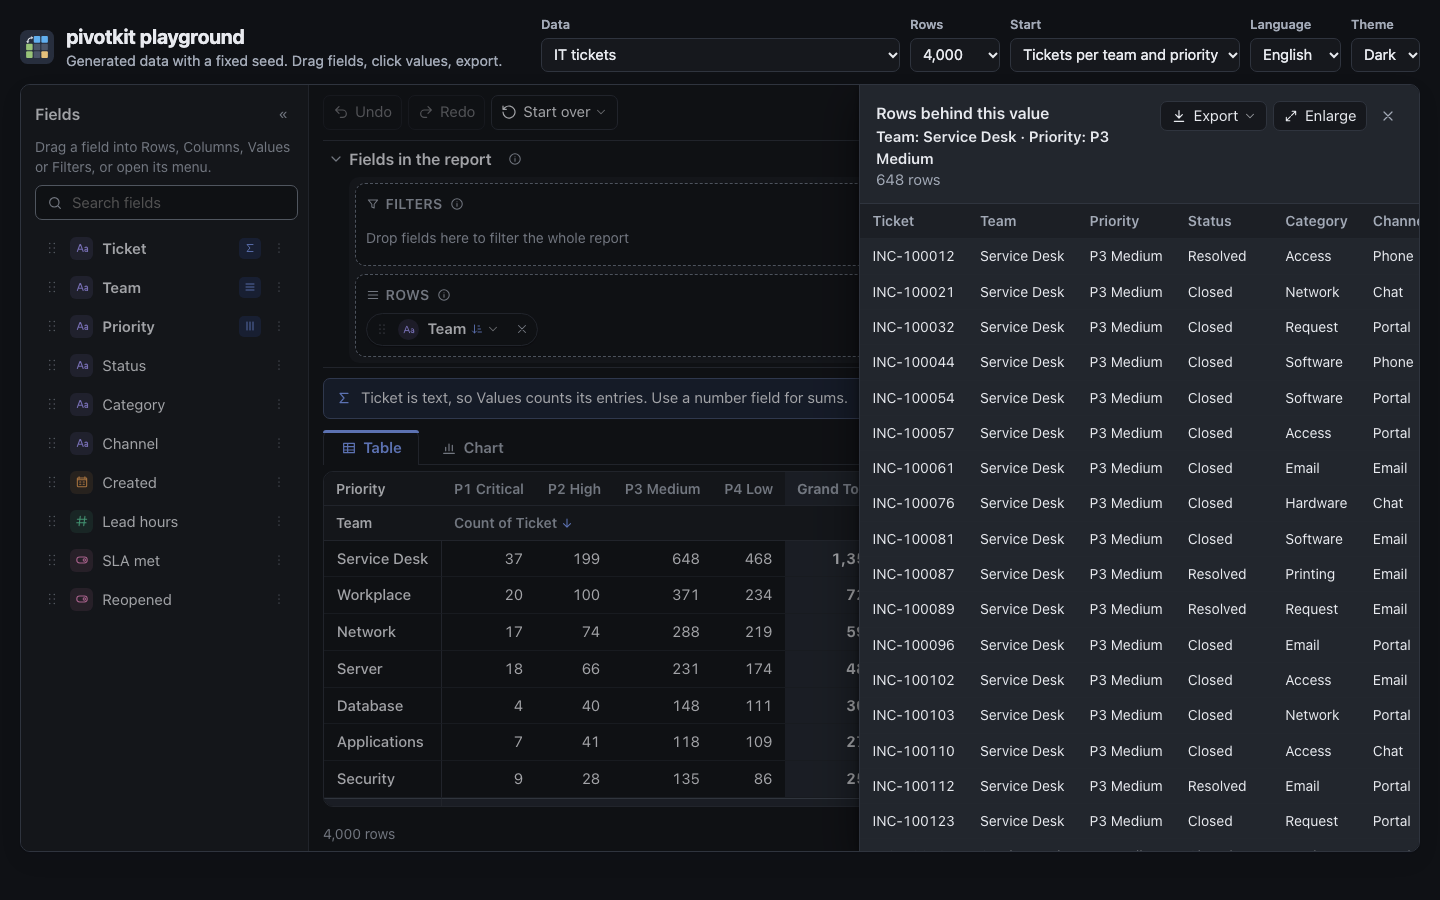 pivotkit playground
Generated data with a fixed seed. Drag fields, click values, export.
Data
IT tickets
Rows
4,000
Start
Tickets per team and priority
Language
English
Theme
Dark
Fields
«
Drag a field into Rows, Columns, Values
or Filters, or open its menu.
Search fields
Aa Ticket Σ
Aa Team
Aa Priority
Aa Status
Aa Category
Aa Channel
Created
# Lead hours
SLA met
Reopened
Undo
Redo
Start over
Fields in the report
FILTERS
Drop fields here to filter the whole report
ROWS
Aa Team
Σ Ticket is text, so Values counts its entries. Use a number field for sums.
Table
Chart
Priority P1 Critical P2 High P3 Medium P4 Low Grand To
Team Count of Ticket ↓
Service Desk 37 199 648 468
Workplace 20 100 371 234
Network 17 74 288 219
Server 18 66 231 174
Database 4 40 148 111
Applications 7 41 118 109
Security 9 28 135 86
4,000 rows
Rows behind this value
Team: Service Desk · Priority: P3
Medium
648 rows
Export
Enlarge
Ticket Team Priority Status Category Channe
INC-100012 Service Desk P3 Medium Resolved Access Phone
INC-100021 Service Desk P3 Medium Closed Network Chat
INC-100032 Service Desk P3 Medium Closed Request Portal
INC-100044 Service Desk P3 Medium Closed Software Phone
INC-100054 Service Desk P3 Medium Closed Software Portal
INC-100057 Service Desk P3 Medium Closed Access Portal
INC-100061 Service Desk P3 Medium Closed Email Email
INC-100076 Service Desk P3 Medium Closed Hardware Chat
INC-100081 Service Desk P3 Medium Closed Software Email
INC-100087 Service Desk P3 Medium Resolved Printing Email
INC-100089 Service Desk P3 Medium Resolved Request Email
INC-100096 Service Desk P3 Medium Closed Email Portal
INC-100102 Service Desk P3 Medium Closed Access Email
INC-100103 Service Desk P3 Medium Closed Network Portal
INC-100110 Service Desk P3 Medium Closed Access Chat
INC-100112 Service Desk P3 Medium Resolved Email Portal
INC-100123 Service Desk P3 Medium Closed Request Portal